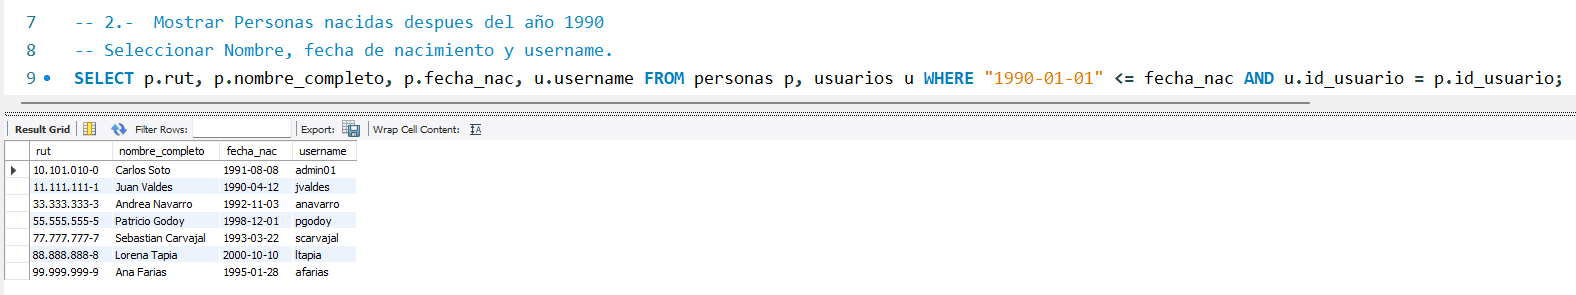 7 -- 2.-  Mostrar Personas nacidas despues del año 1990
8 -- Seleccionar Nombre, fecha de nacimiento y username.
9 SELECT p.rut, p.nombre_completo, p.fecha_nac, u.username FROM personas p, usuarios u WHERE "1990-01-01" <= fecha_nac AND u.id_usuario = p.id_usuario;
Result Grid Filter Rows: Export: Wrap Cell Content:
rut nombre_completo fecha_nac username
10.101.010-0 Carlos Soto 1991-08-08 admin01
11.111.111-1 Juan Valdes 1990-04-12 jvaldes
33.333.333-3 Andrea Navarro 1992-11-03 anavarro
55.555.555-5 Patricio Godoy 1998-12-01 pgodoy
77.777.777-7 Sebastian Carvajal 1993-03-22 scarvajal
88.888.888-8 Lorena Tapia 2000-10-10 ltapia
99.999.999-9 Ana Farias 1995-01-28 afarias